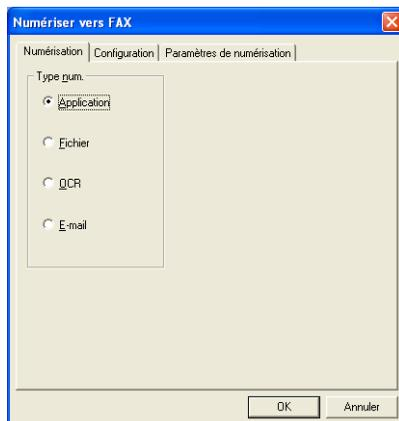 Numériser vers FAX
Numérisation Configuration Paramètres de numérisation
Type num.
Application
Fichier
OCR
E-mail
OK Annuler